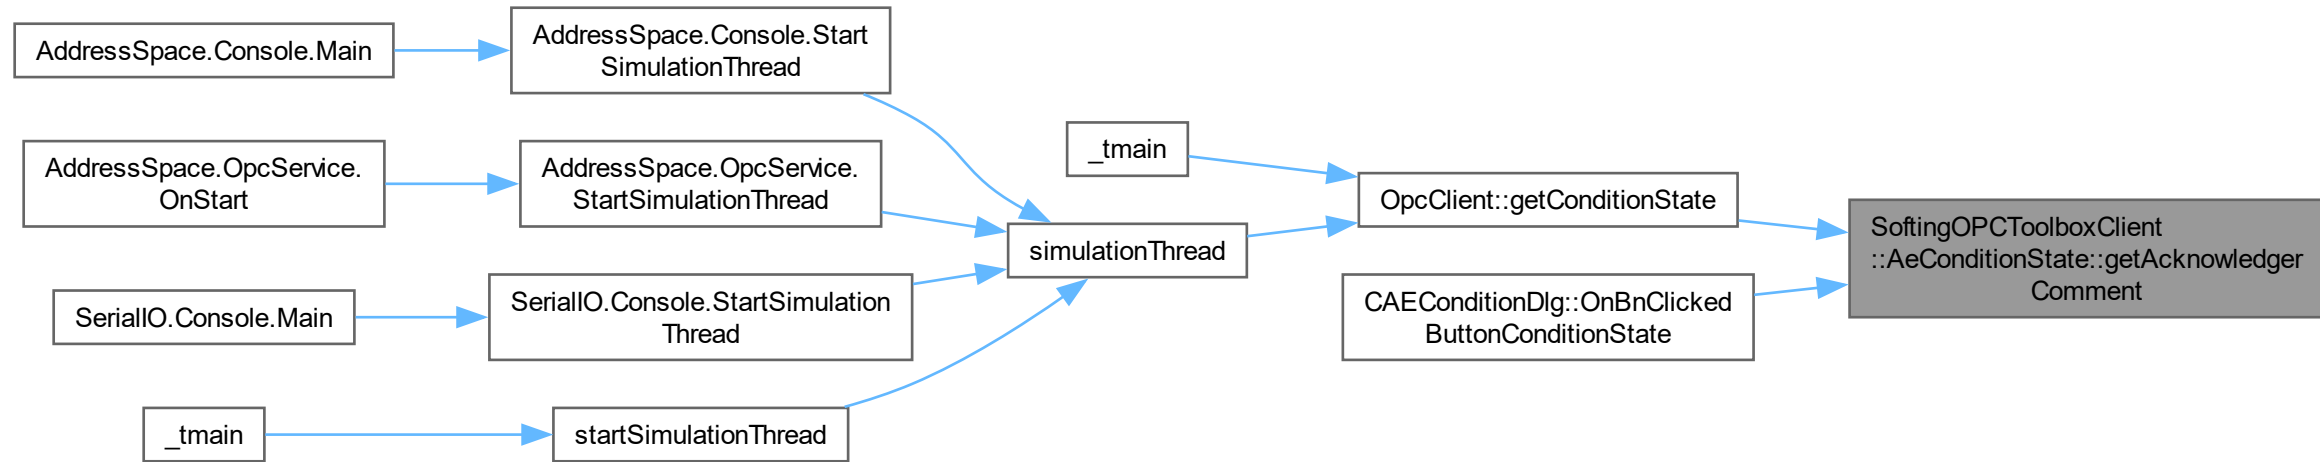 AddressSpace.Console.Main
AddressSpace.Console.Start
SimulationThread
AddressSpace.OpcService.
OnStart
AddressSpace.OpcService.
StartSimulationThread
SerialIO.Console.Main
SerialIO.Console.StartSimulation
Thread
_tmain
startSimulationThread
simulationThread
_tmain
OpcClient::getConditionState
CAEConditionDlg::OnBnClicked
ButtonConditionState
SoftingOPCToolboxClient
::AeConditionState::getAcknowledger
Comment